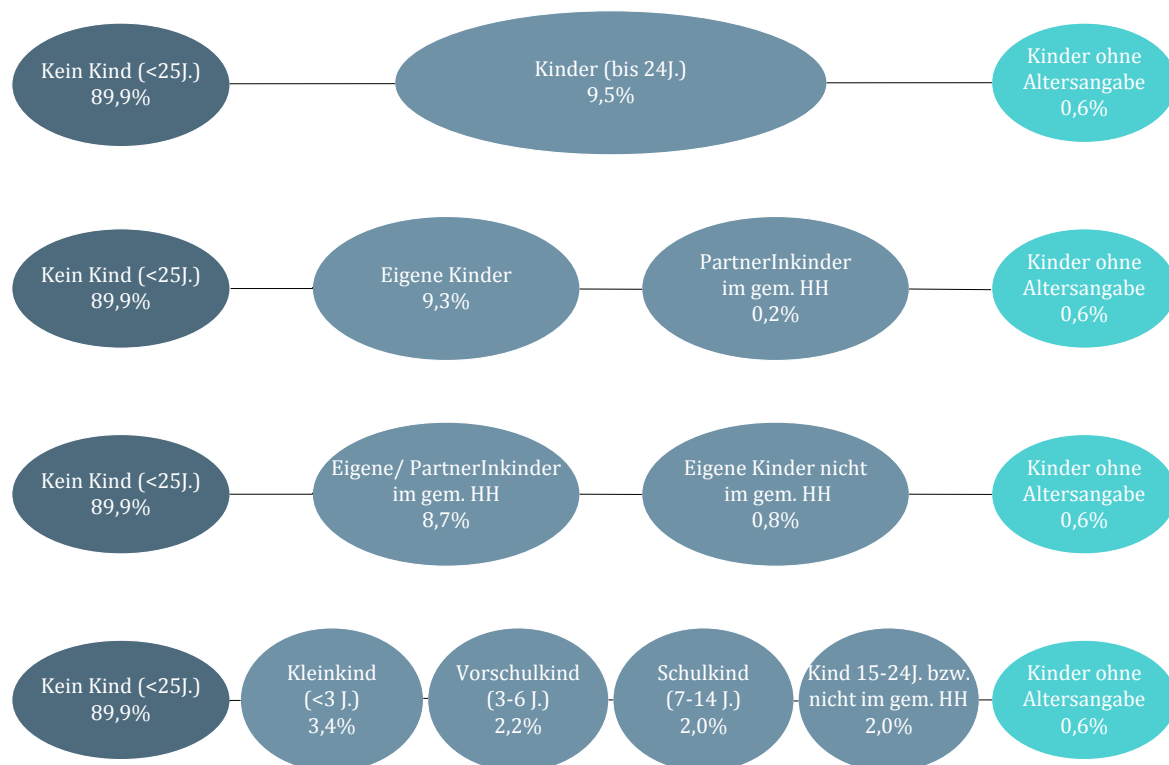 Kein Kind (<25J.)
89,9%
Kinder (bis 24J.)
9,5%
Kinder ohne
Altersangabe
0,6%
Kein Kind (<25J.)
89,9%
Eigene Kinder
9,3%
PartnerInkinder
im gem. HH
0,2%
Kinder ohne
Altersangabe
0,6%
Kein Kind (<25J.)
89,9%
Eigene/ PartnerInkinder
im gem. HH
8,7%
Eigene Kinder nicht
im gem. HH
0,8%
Kinder ohne
Altersangabe
0,6%
Kein Kind (<25J.)
89,9%
Kleinkind
(<3 J.)
3,4%
Vorschulkind
(3-6 J.)
2,2%
Schulkind
(7-14 J.)
2,0%
Kind 15-24J. bzw.
nicht im gem. HH
2,0%
Kinder ohne
Altersangabe
0,6%